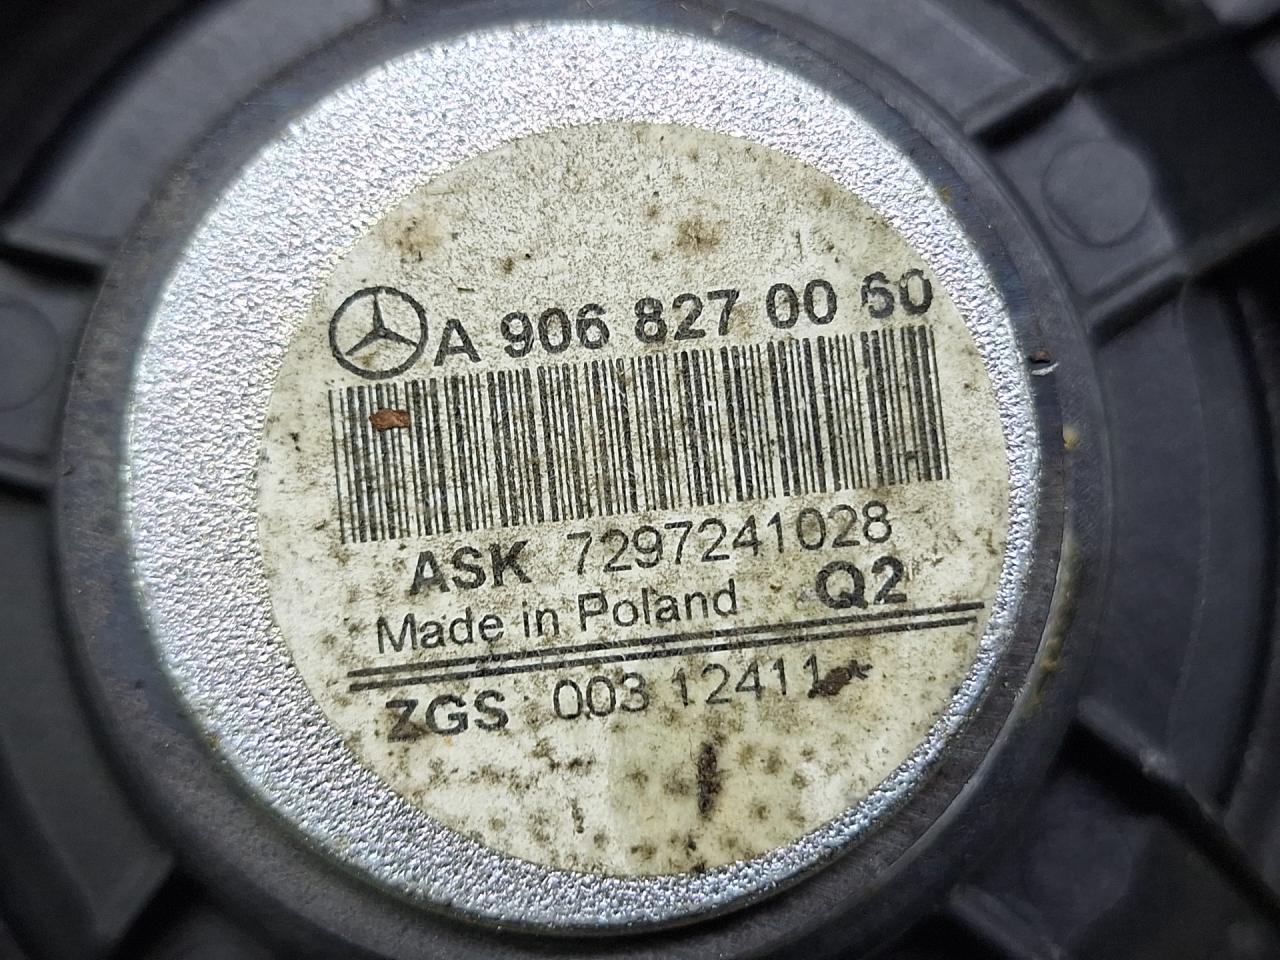 A 906 827 00 60
ASK 7297241028
Made in Poland Q2
ZGS 003 12411*